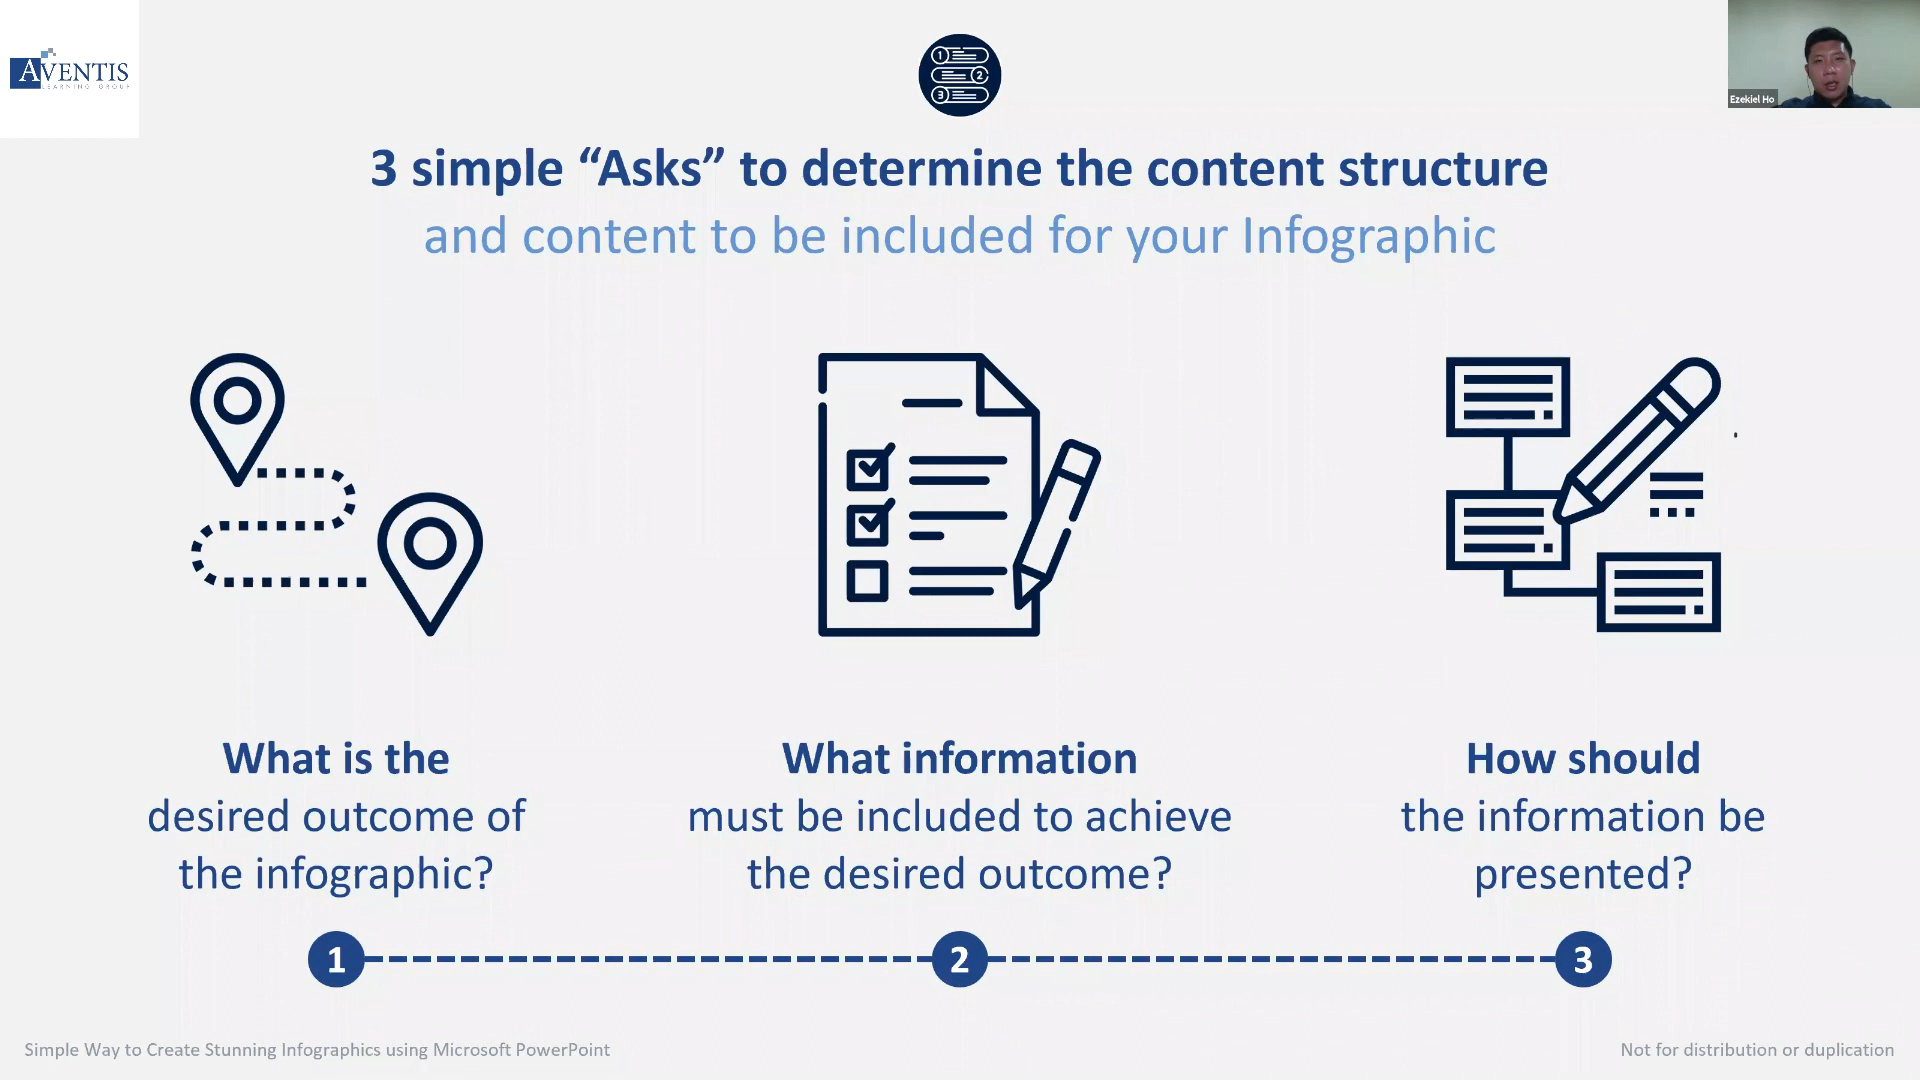 AVENTIS
LEARNING GROUP
1
2
3
Ezekiel Ho
3 simple “Asks” to determine the content structure
and content to be included for your Infographic
What is the
desired outcome of
the infographic?
What information
must be included to achieve
the desired outcome?
How should
the information be
presented?
1
2
3
Simple Way to Create Stunning Infographics using Microsoft PowerPoint
Not for distribution or duplication